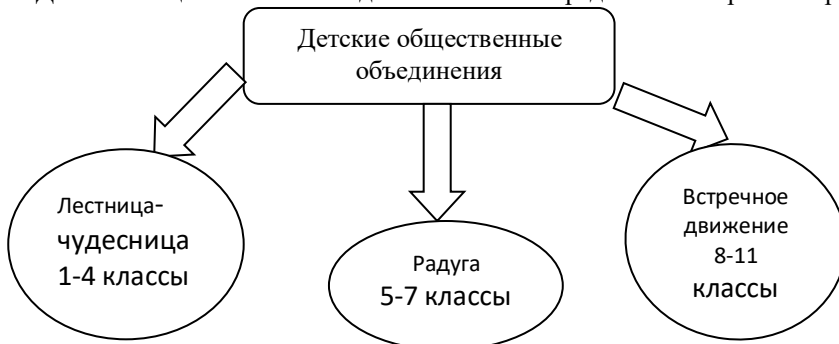 Детские общественные
объединения
Лестница-
чудесница
1-4 классы
Радуга
5-7 классы
Встречное
движение
8-11
классы